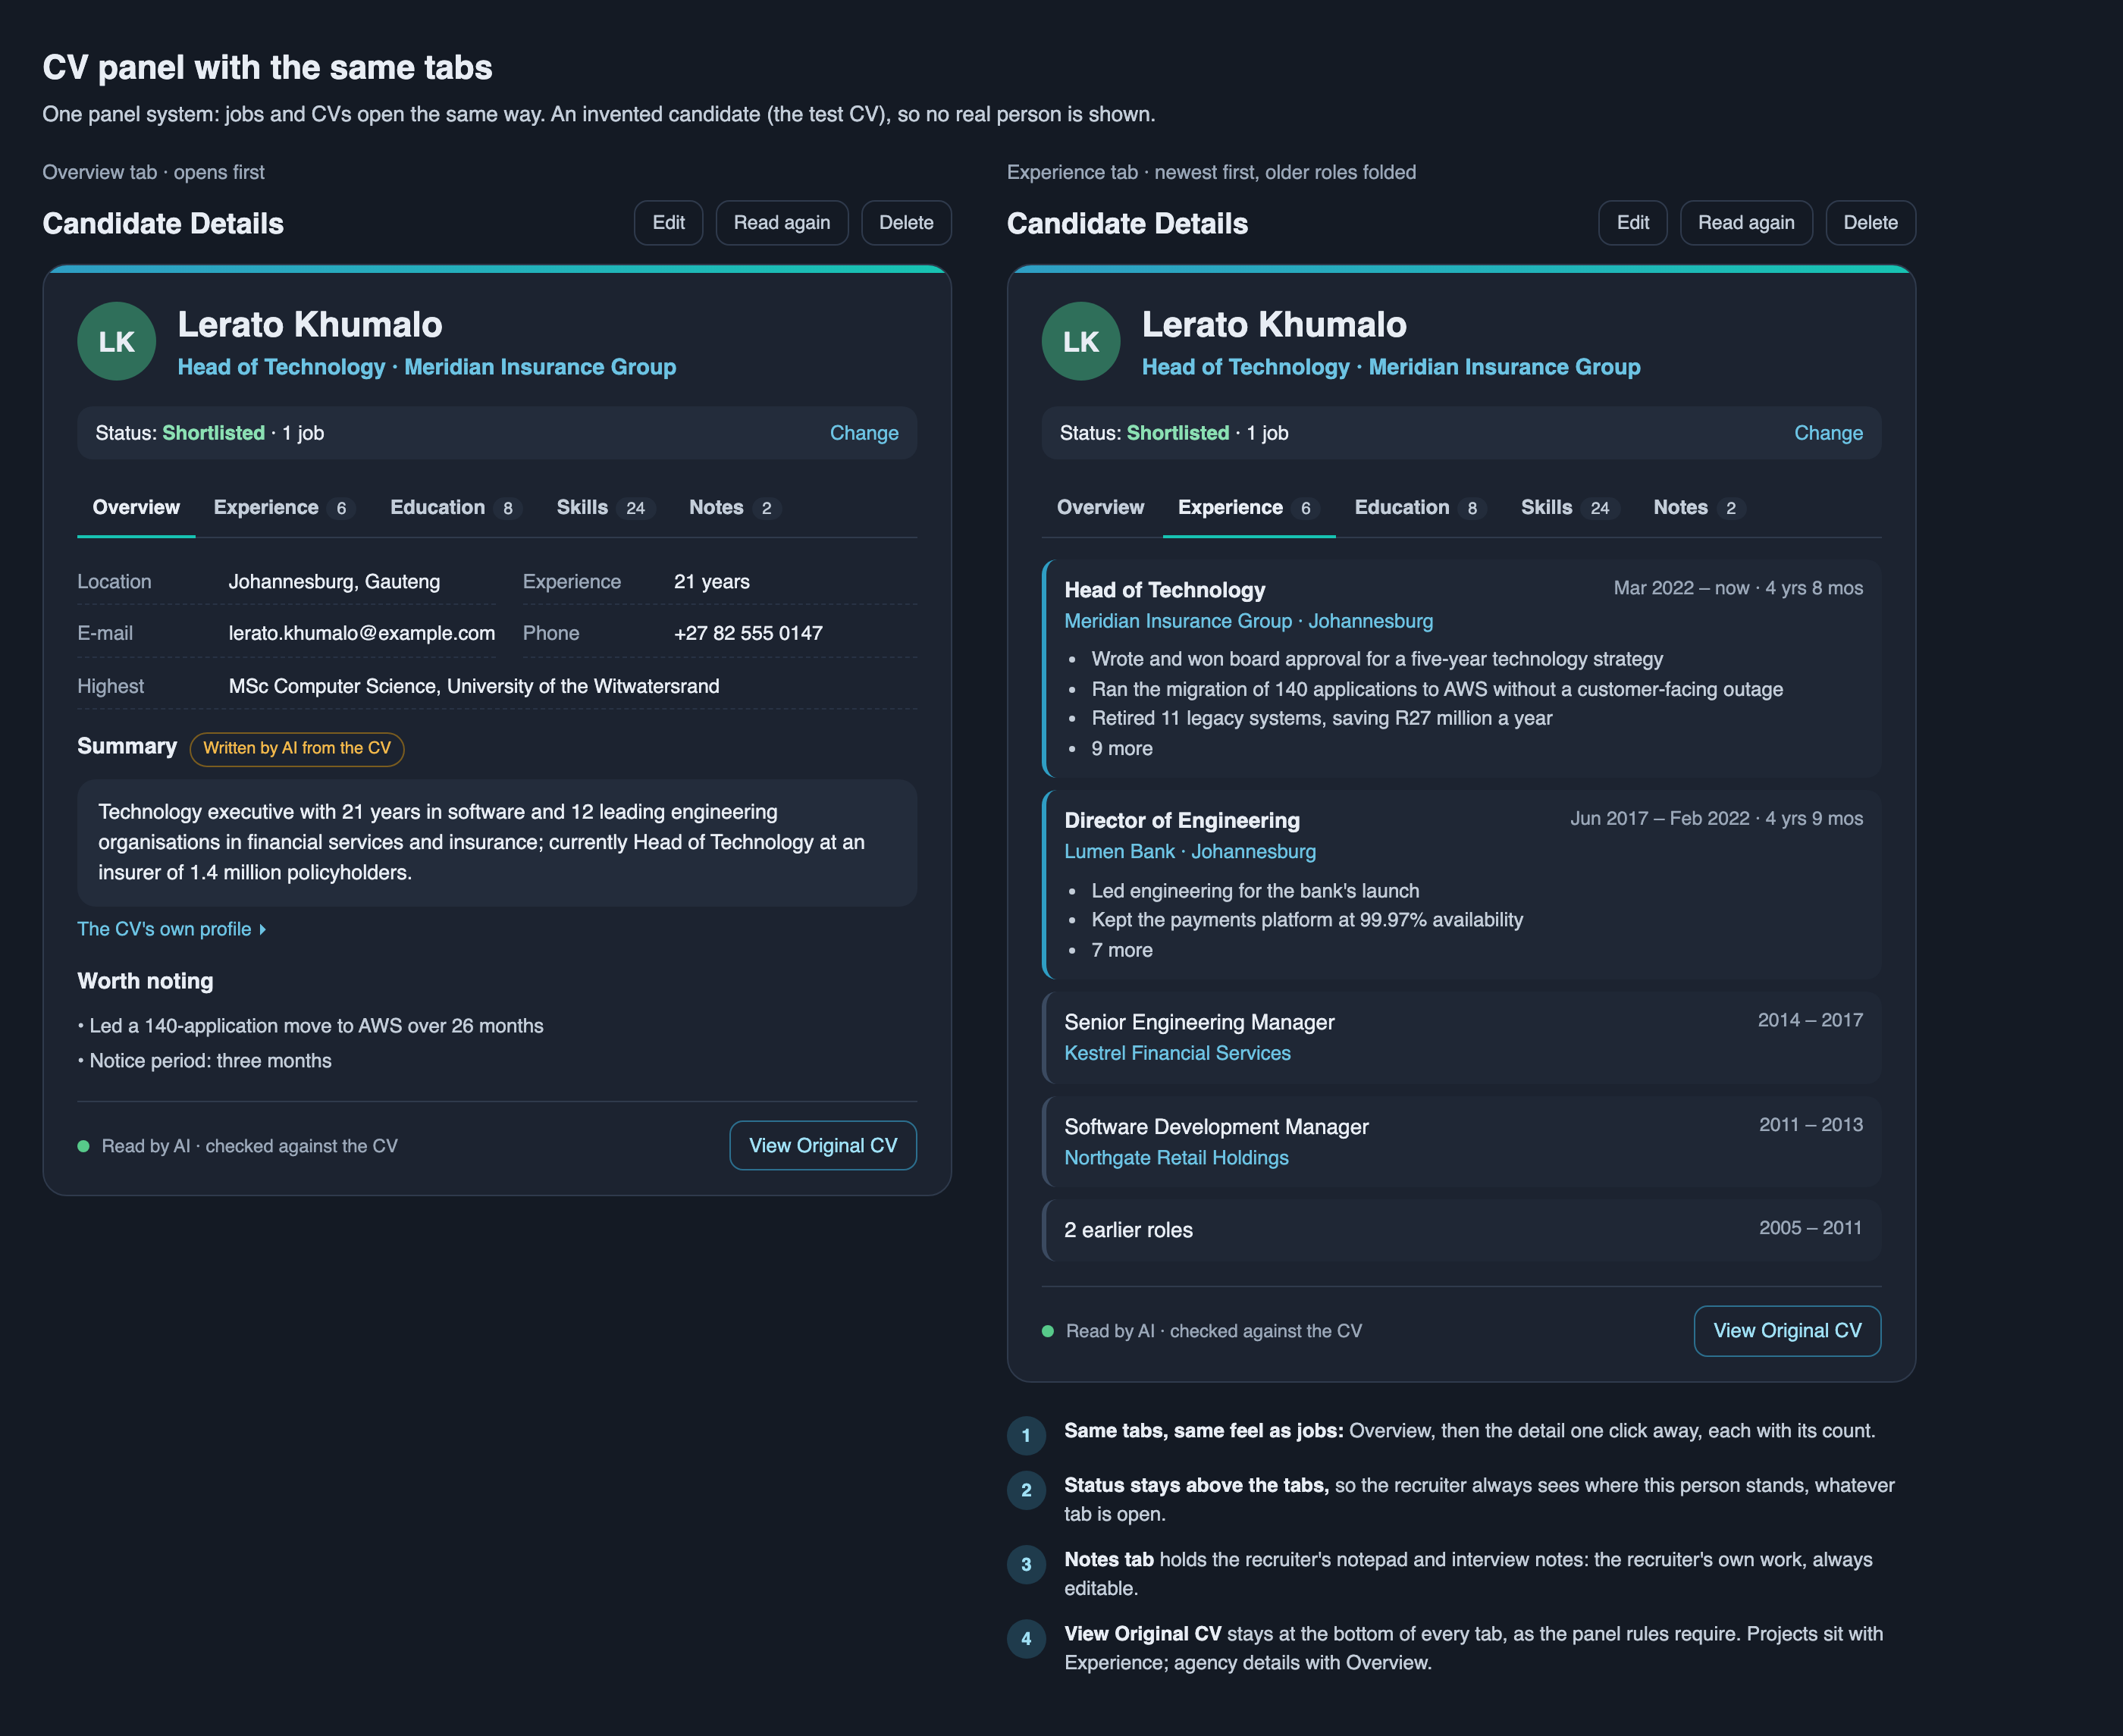 CV panel with the same tabs
One panel system: jobs and CVs open the same way. An invented candidate (the test CV), so no real person is shown.
Overview tab · opens first
Candidate Details
Edit
Read again
Delete
LK
Lerato Khumalo
Head of Technology · Meridian Insurance Group
Status: Shortlisted · 1 job
Change
Overview
Experience 6
Education 8
Skills 24
Notes 2
Location Johannesburg, Gauteng
Experience 21 years
E-mail lerato.khumalo@example.com
Phone +27 82 555 0147
Highest MSc Computer Science, University of the Witwatersrand
Summary
Written by AI from the CV
Technology executive with 21 years in software and 12 leading engineering
organisations in financial services and insurance; currently Head of Technology at an
insurer of 1.4 million policyholders.
The CV's own profile
Worth noting
• Led a 140-application move to AWS over 26 months
• Notice period: three months
Read by AI · checked against the CV
View Original CV
Experience tab · newest first, older roles folded
Candidate Details
Edit
Read again
Delete
LK
Lerato Khumalo
Head of Technology · Meridian Insurance Group
Status: Shortlisted · 1 job
Change
Overview
Experience 6
Education 8
Skills 24
Notes 2
Head of Technology
Mar 2022 – now · 4 yrs 8 mos
Meridian Insurance Group · Johannesburg
• Wrote and won board approval for a five-year technology strategy
• Ran the migration of 140 applications to AWS without a customer-facing outage
• Retired 11 legacy systems, saving R27 million a year
• 9 more
Director of Engineering
Jun 2017 – Feb 2022 · 4 yrs 9 mos
Lumen Bank · Johannesburg
• Led engineering for the bank's launch
• Kept the payments platform at 99.97% availability
• 7 more
Senior Engineering Manager
2014 – 2017
Kestrel Financial Services
Software Development Manager
2011 – 2013
Northgate Retail Holdings
2 earlier roles
2005 – 2011
Read by AI · checked against the CV
View Original CV
1 Same tabs, same feel as jobs: Overview, then the detail one click away, each with its count.
2 Status stays above the tabs, so the recruiter always sees where this person stands, whatever
tab is open.
3 Notes tab holds the recruiter's notepad and interview notes: the recruiter's own work, always
editable.
4 View Original CV stays at the bottom of every tab, as the panel rules require. Projects sit with
Experience; agency details with Overview.